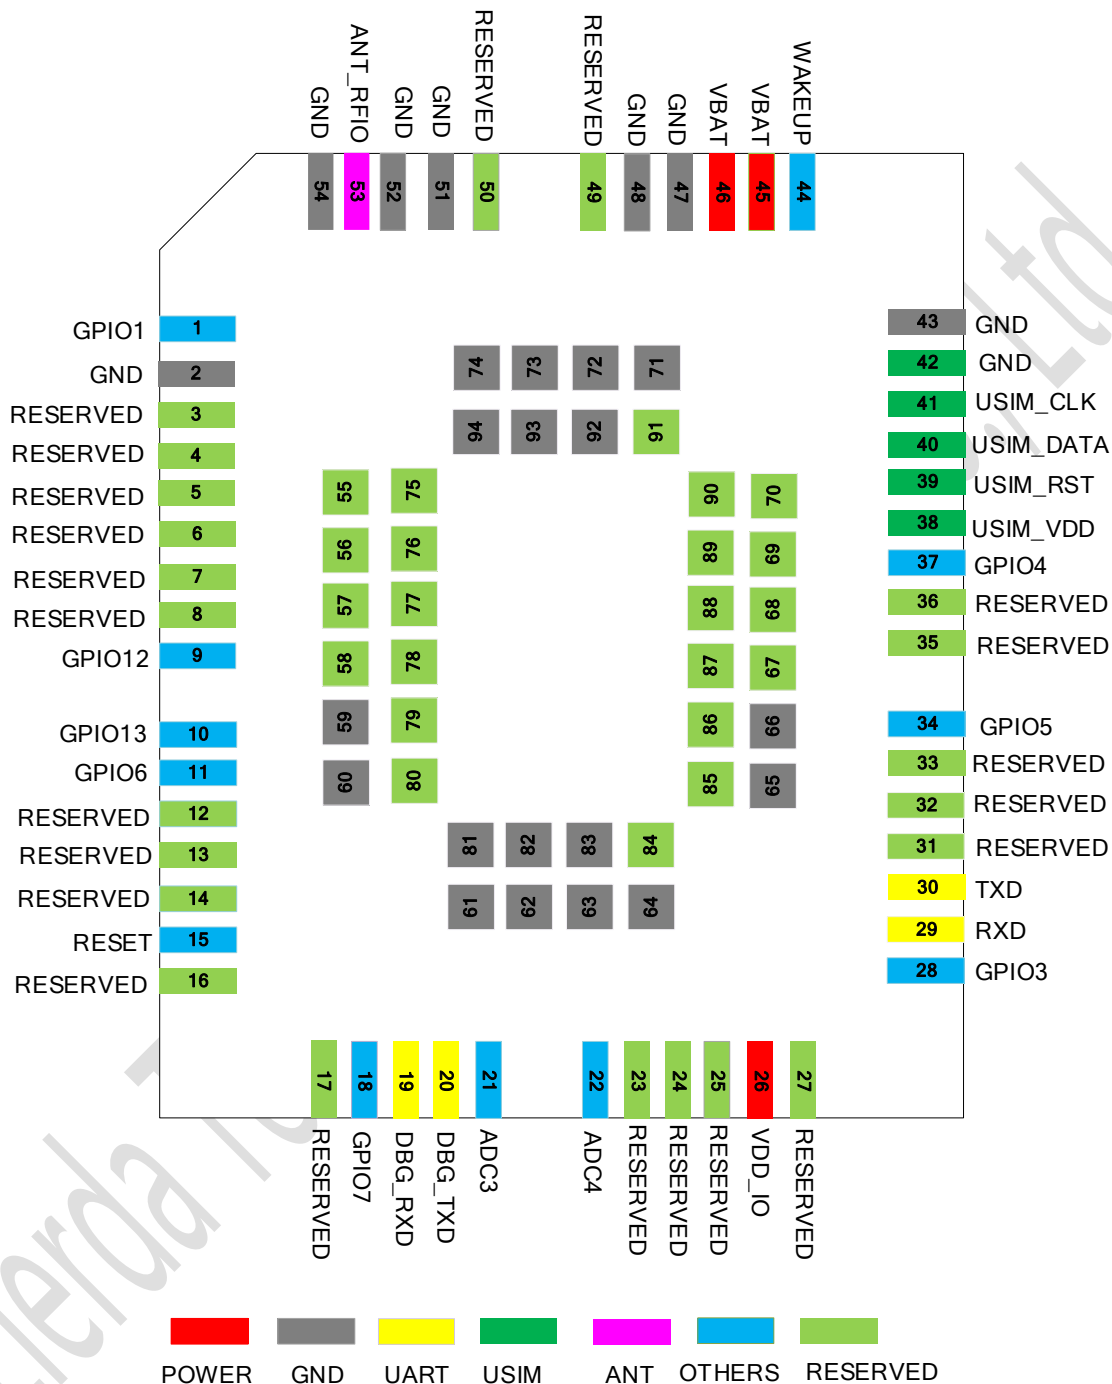 GND
ANT_RFIO
GND
GND
RESERVED
RESERVED
GND
GND
VBAT
VBAT
WAKEUP
54
53
52
51
50
49
48
47
46
45
44
GPIO1 1
GND 2
RESERVED 3
RESERVED 4
RESERVED 5
RESERVED 6
RESERVED 7
RESERVED 8
GPIO12 9
GPIO13 10
GPIO6 11
RESERVED 12
RESERVED 13
RESERVED 14
RESET 15
RESERVED 16
74 73 72 71
94 93 92 91
55 75
56 76
57 77
58 78
59 79
60 80
90 70
89 69
88 68
87 67
86 66
85 65
81 82 83 84
61 62 63 64
43 GND
42 GND
41 USIM_CLK
40 USIM_DATA
39 USIM_RST
38 USIM_VDD
37 GPIO4
36 RESERVED
35 RESERVED
34 GPIO5
33 RESERVED
32 RESERVED
31 RESERVED
30 TXD
29 RXD
28 GPIO3
17
18
19
20
21
22
23
24
25
26
27
RESERVED
GPIO7
DBG_RXD
DBG_TXD
ADC3
ADC4
RESERVED
RESERVED
RESERVED
VDD_IO
RESERVED
POWER GND UART USIM ANT OTHERS RESERVED
Ltd